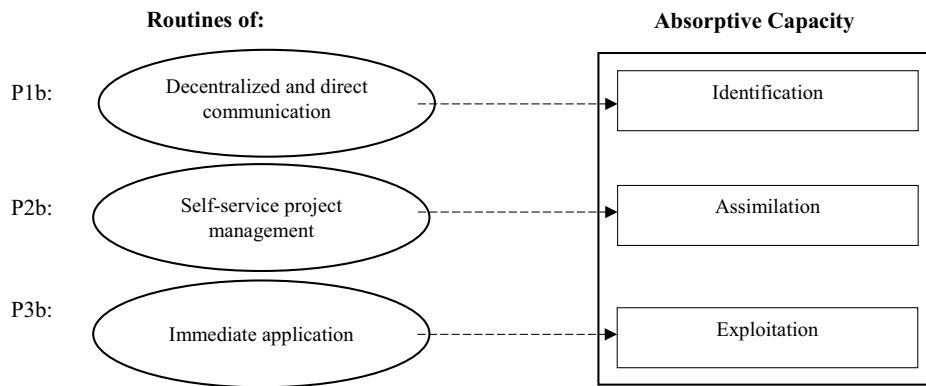 Routines of:
Absorptive Capacity
P1b:
Decentralized and direct
communication
Identification
P2b:
Self-service project
management
Assimilation
P3b:
Immediate application
Exploitation